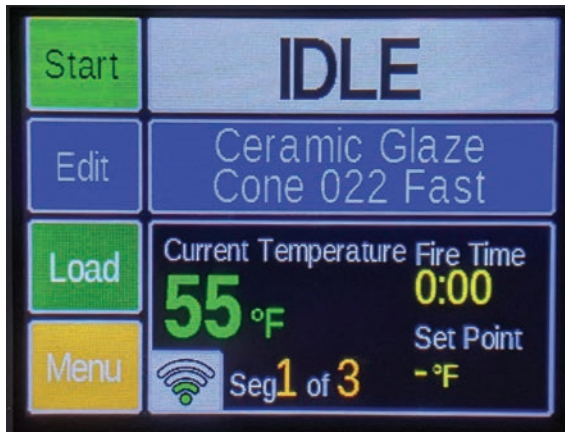 Start
IDLE
Edit
Ceramic Glaze
Cone 022 Fast
Load
Current Temperature
55 °F
Fire Time
0:00
Set Point
- °F
Menu
Seg 1 of 3